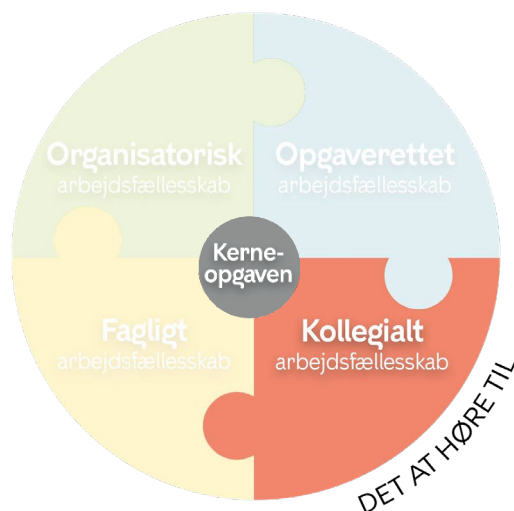 Organisatorisk
arbejdsfællesskab
Opgaverettet
arbejdsfællesskab
Kerne-
opgaven
Fagligt
arbejdsfællesskab
Kollegialt
arbejdsfællesskab
DET AT HØRE TIL